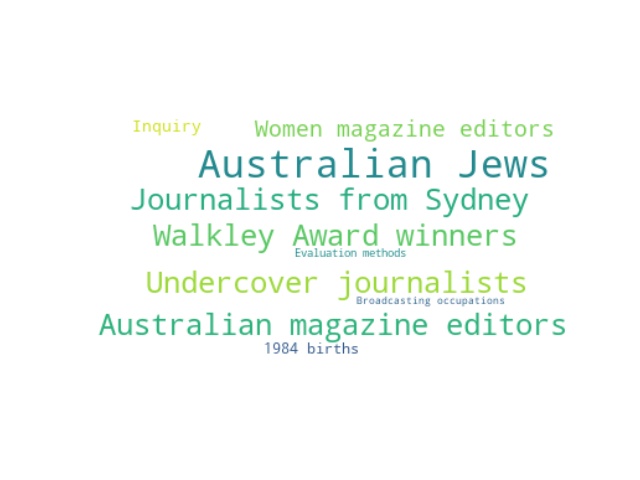 Inquiry
Women magazine editors
Australian Jews
Journalists from Sydney
Walkley Award winners
Evaluation methods
Undercover journalists
Broadcasting occupations
Australian magazine editors
1984 births